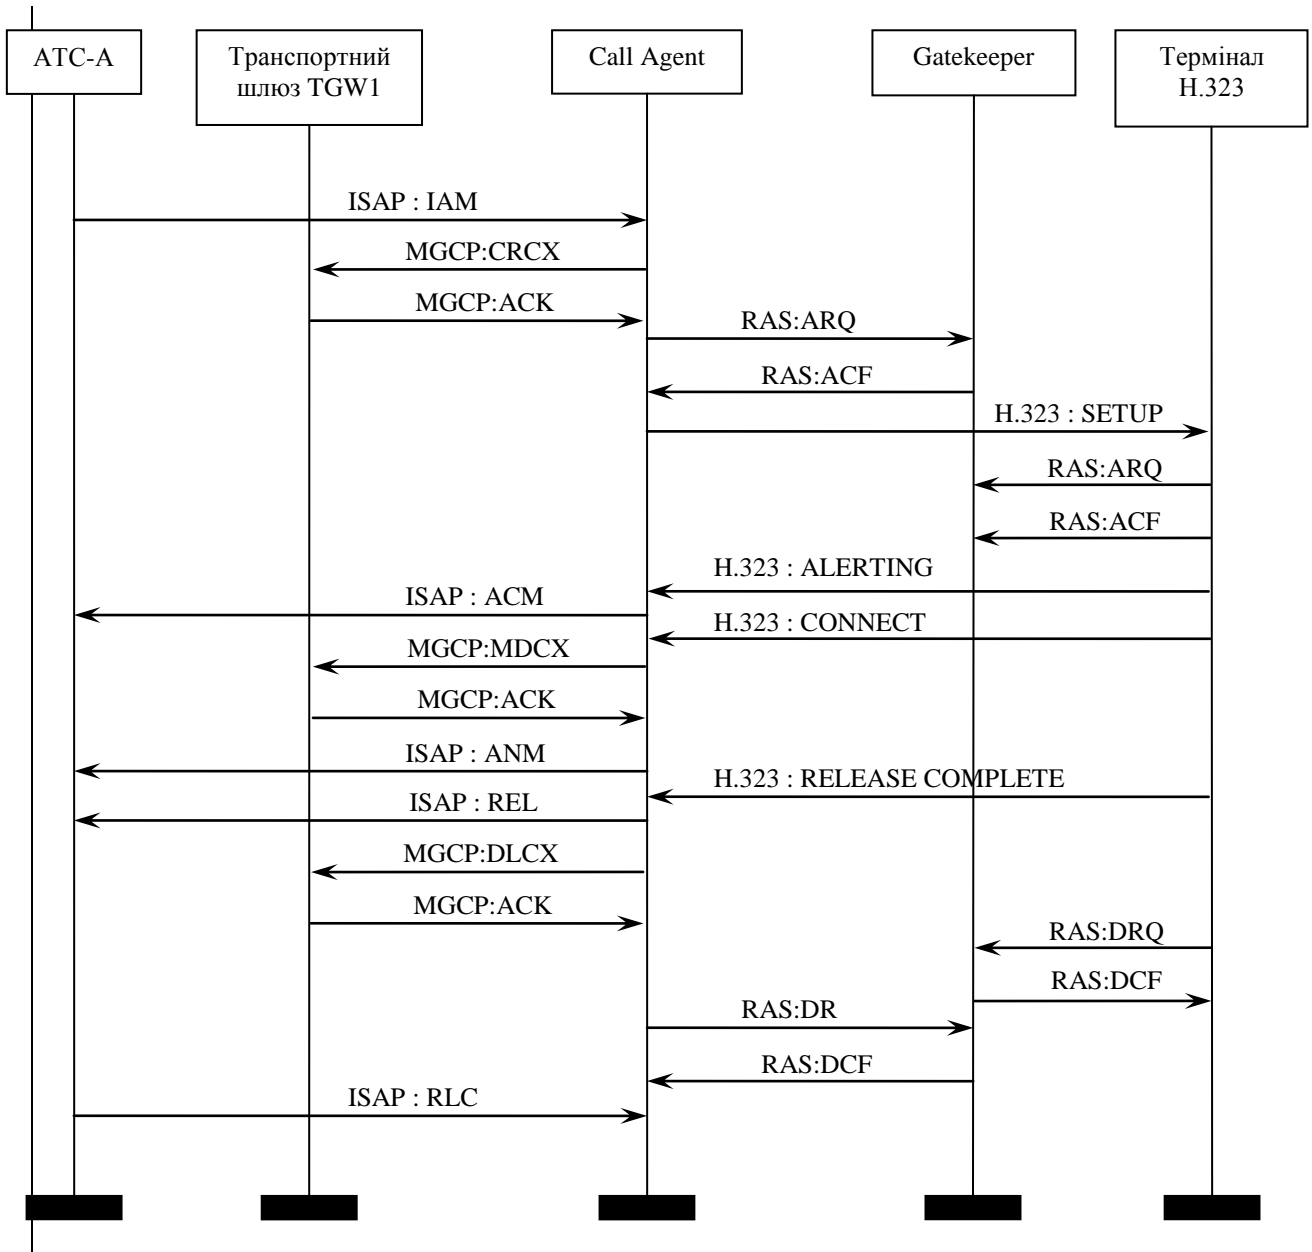 АТС-А
Транспортний
шлюз TGW1
Call Agent
Gatekeeper
Термінал
H.323
ISAP : IAM
MGCP:CRCX
MGCP:ACK
RAS:ARQ
RAS:ACF
H.323 : SETUP
RAS:ARQ
RAS:ACF
H.323 : ALERTING
ISAP : ACM
H.323 : CONNECT
MGCP:MDCX
MGCP:ACK
ISAP : ANM
H.323 : RELEASE COMPLETE
ISAP : REL
MGCP:DLCX
MGCP:ACK
RAS:DRQ
RAS:DCF
RAS:DR
RAS:DCF
ISAP : RLC